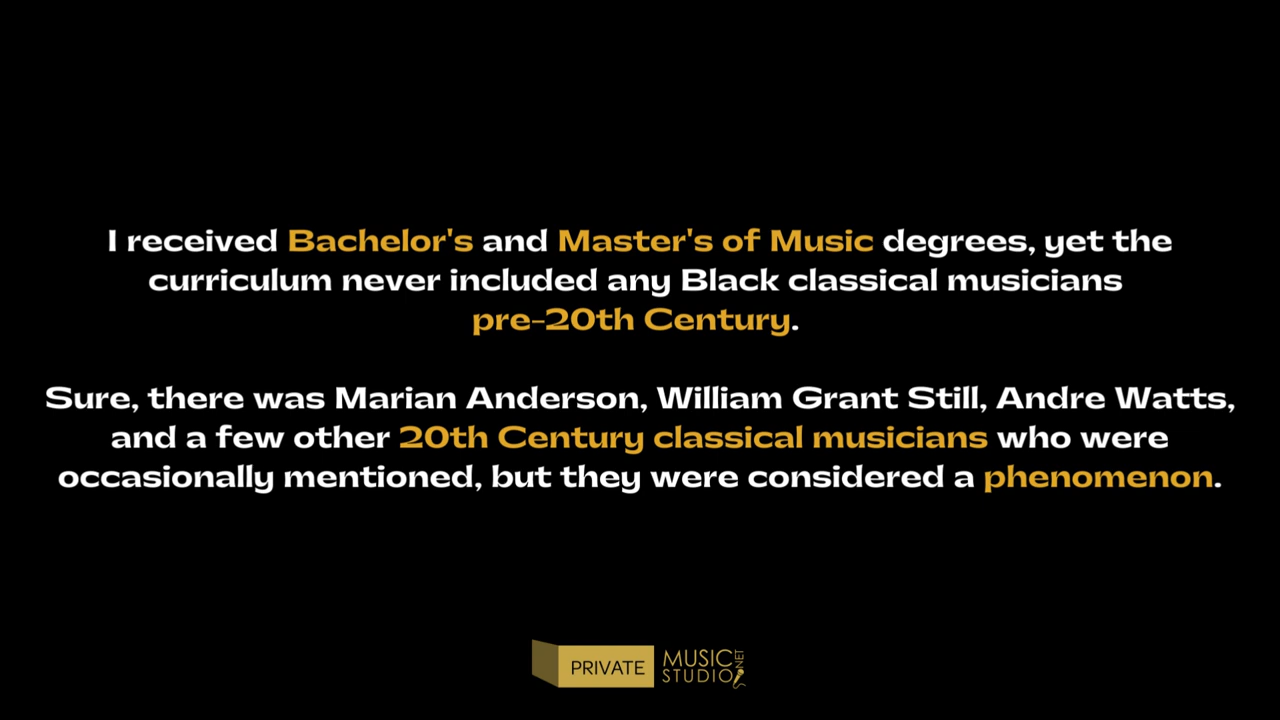 I received Bachelor's and Master's of Music degrees, yet the
curriculum never included any Black classical musicians
pre-20th Century.
Sure, there was Marian Anderson, William Grant Still, Andre Watts,
and a few other 20th Century classical musicians who were
occasionally mentioned, but they were considered a phenomenon.
PRIVATE MUSIC
STUDIO.NET